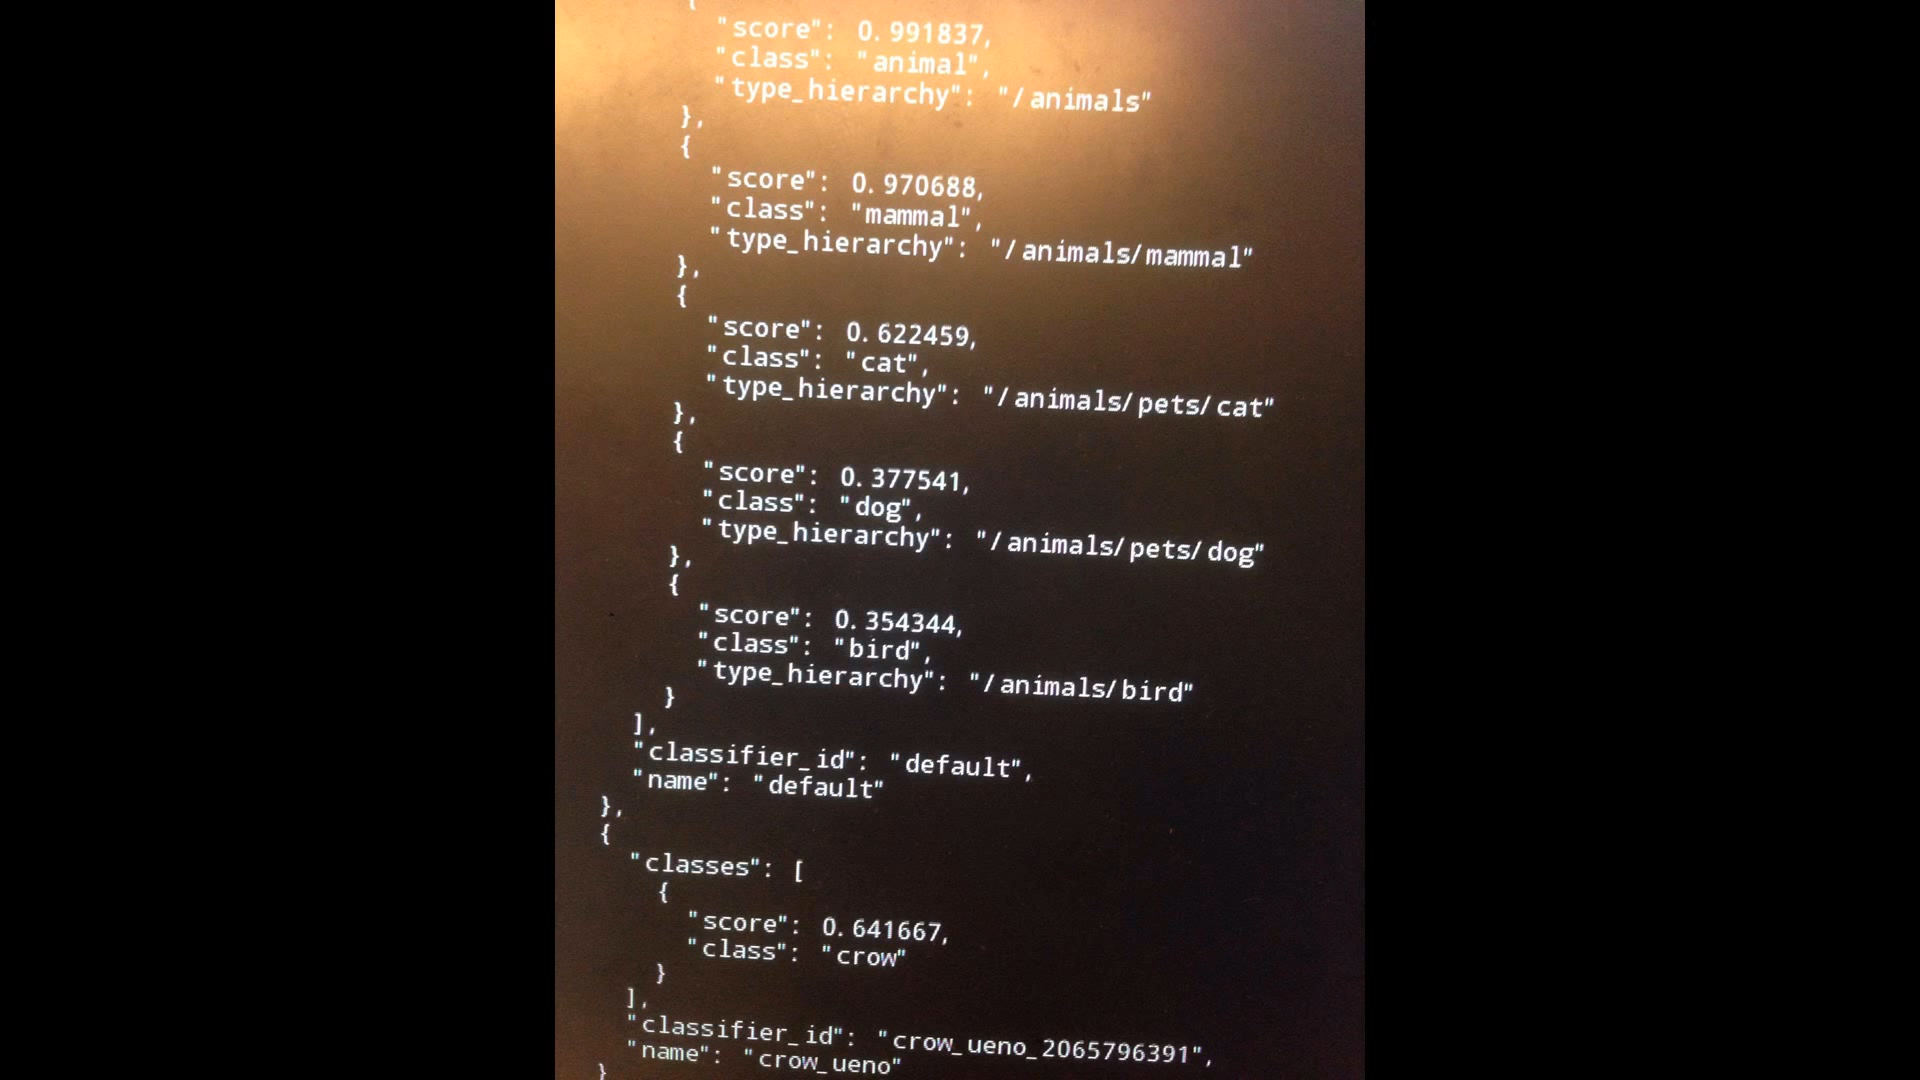 {
"score": 0.991837,
"class": "animal",
"type_hierarchy": "/animals"
},
{
"score": 0.970688,
"class": "mammal",
"type_hierarchy": "/animals/mammal"
},
{
"score": 0.622459,
"class": "cat",
"type_hierarchy": "/animals/pets/cat"
},
{
"score": 0.377541,
"class": "dog",
"type_hierarchy": "/animals/pets/dog"
},
{
"score": 0.354344,
"class": "bird",
"type_hierarchy": "/animals/bird"
}
],
"classifier_id": "default",
"name": "default"
},
{
"classes": [
{
"score": 0.641667,
"class": "crow"
}
],
"classifier_id": "crow_ueno_2065796391",
"name": "crow_ueno"
}